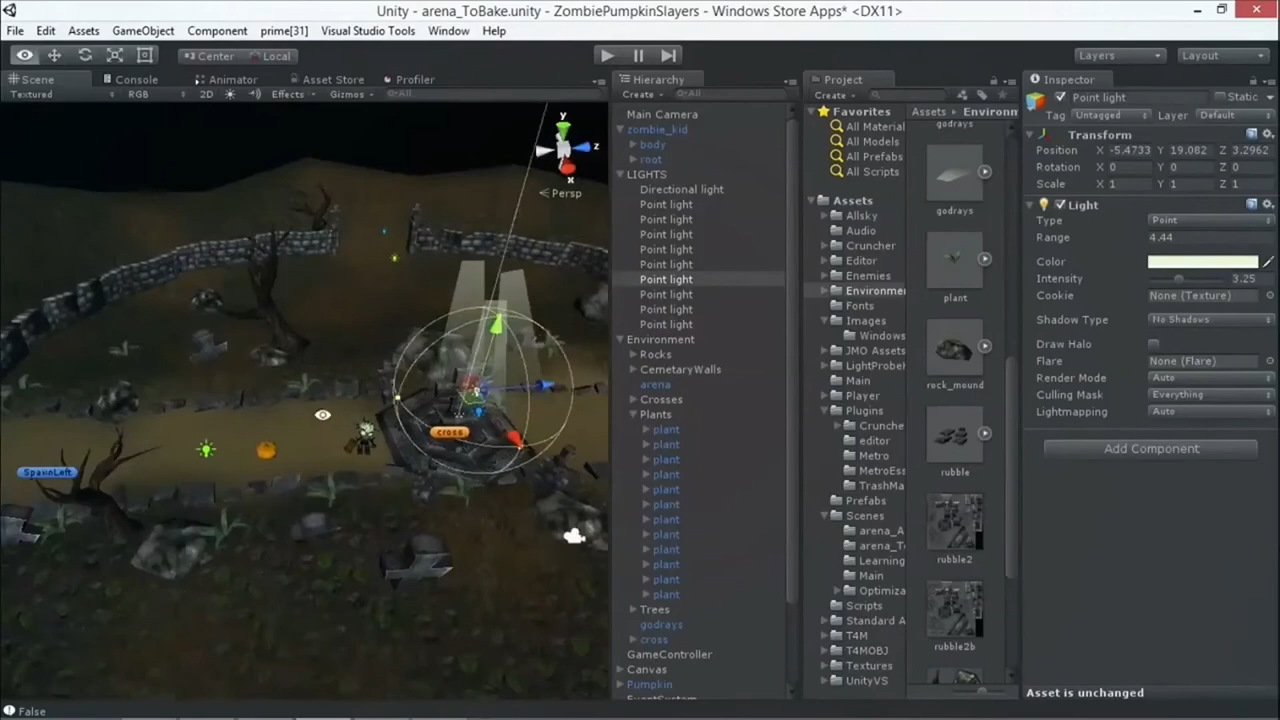 Unity - arena_ToBake.unity - ZombiePumpkinSlayers - Windows Store Apps* <DX11>
File Edit Assets GameObject Component prime[31] Visual Studio Tools Window Help
Center Local Layers Layout
Scene Console Animator Asset Store Profiler
Textured RGB 2D Effects Gizmos All
y
z
x
Persp
cross
SpawnLeft
Hierarchy
Create All
Main Camera
zombie_kid
body
root
LIGHTS
Directional light
Point light
Point light
Point light
Point light
Point light
Point light
Point light
Point light
Point light
Environment
Rocks
CemetaryWalls
arena
Crosses
Plants
plant
plant
plant
plant
plant
plant
plant
plant
plant
plant
plant
plant
Trees
godrays
cross
GameController
Canvas
Pumpkin
EventSystem
Project
Create
Favorites
All Material
All Models
All Prefabs
All Scripts
Assets
Allsky
Audio
Cruncher
Editor
Enemies
Environmer
Fonts
Images
Windows
JMO Assets
LightProbe
Main
Player
Plugins
Crunche
editor
Metro
MetroEss
TrashMa
Prefabs
Scenes
arena_A
arena_To
Learning
Main
Optimiza
Scripts
Standard A
T4M
T4MOBJ
Textures
UnityVS
Assets Environm
godrays
godrays
plant
rock_mound
rubble
rubble2
rubble2b
Inspector
Point light Static
Tag Untagged Layer Default
Transform
Position X -5.4733 Y 19.082 Z 3.2962
Rotation X 0 Y 0 Z 0
Scale X 1 Y 1 Z 1
Light
Type Point
Range 4.44
Color
Intensity 3.25
Cookie None (Texture)
Shadow Type No Shadows
Draw Halo
Flare None (Flare)
Render Mode Auto
Culling Mask Everything
Lightmapping Auto
Add Component
Asset is unchanged
False